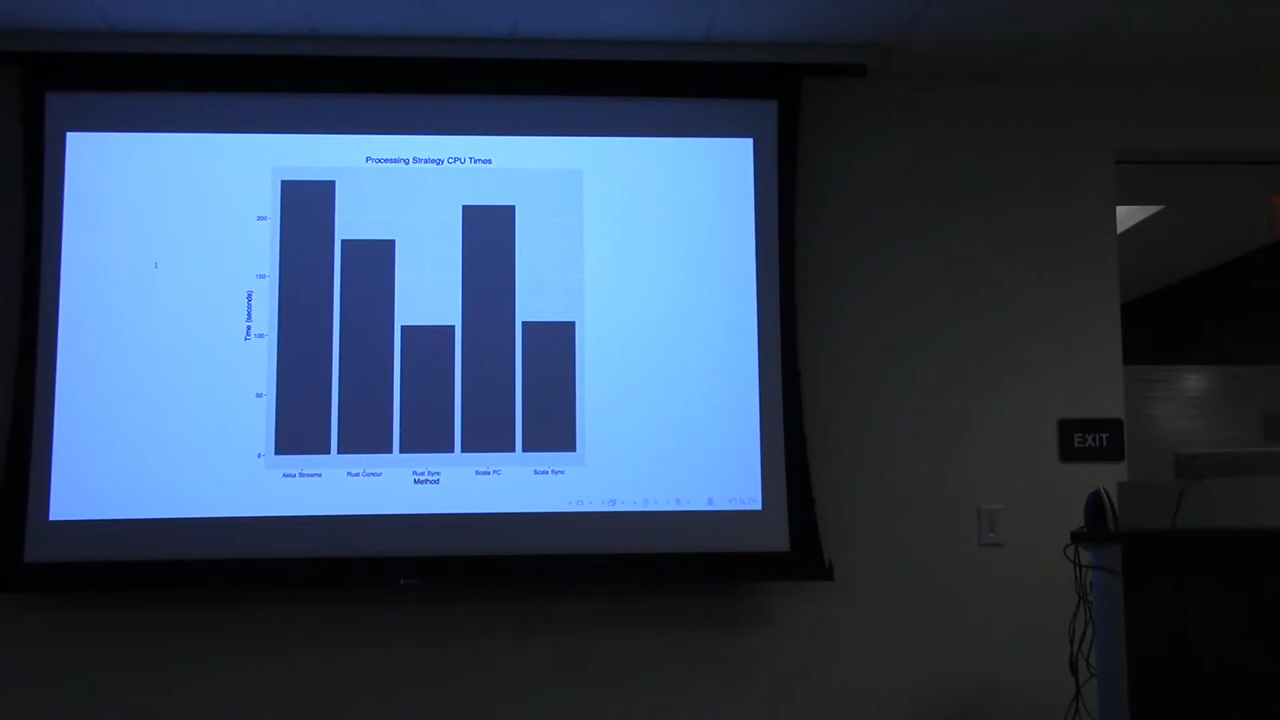 Processing Strategy CPU Times
200
150
100
50
0
Time (seconds)
Akka Streams Rust Concur Rust Sync Scala PC Scala Sync
Method
EXIT